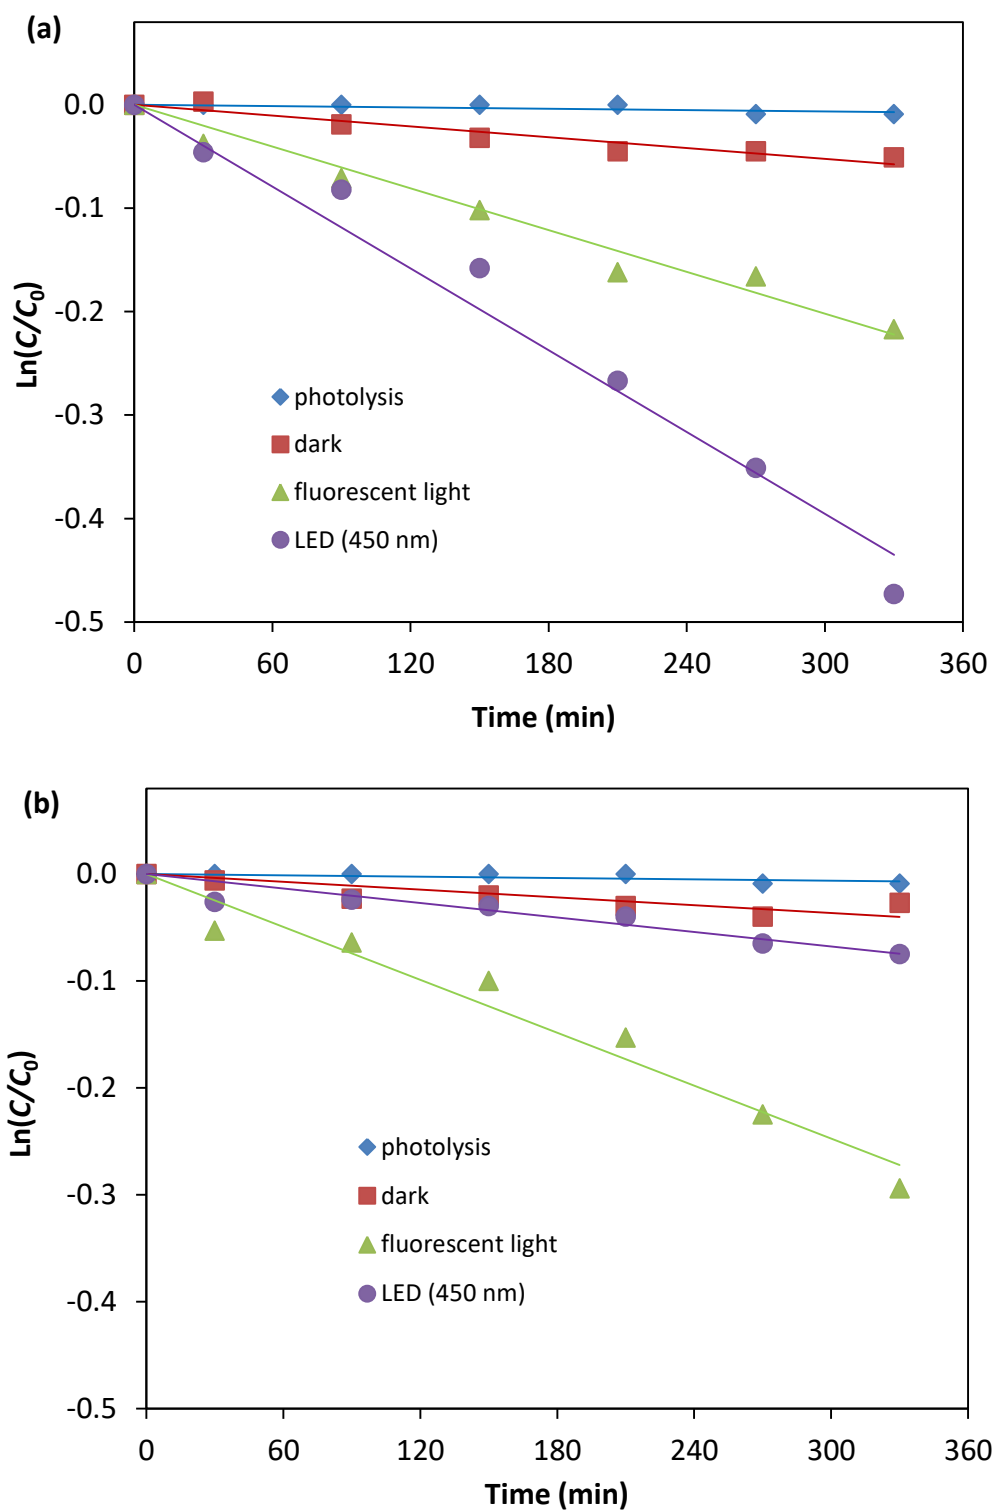 (a)
0.0
-0.1
-0.2
-0.3
-0.4
-0.5
Ln(C/C₀)
photolysis
dark
fluorescent light
LED (450 nm)
0 60 120 180 240 300 360
Time (min)
(b)
0.0
-0.1
-0.2
-0.3
-0.4
-0.5
Ln(C/C₀)
photolysis
dark
fluorescent light
LED (450 nm)
0 60 120 180 240 300 360
Time (min)